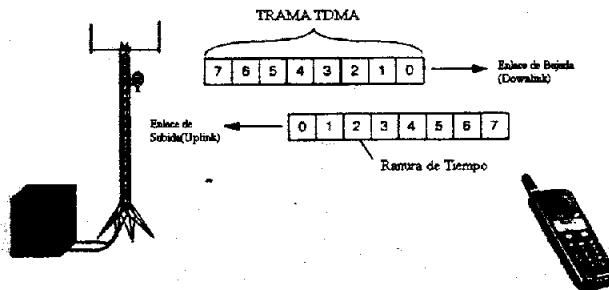 TRAMA TDMA
7 6 5 4 3 2 1 0
Enlace de Bajada
(Downlink)
Enlace de
Subida(Uplink)
0 1 2 3 4 5 6 7
Ranura de Tiempo